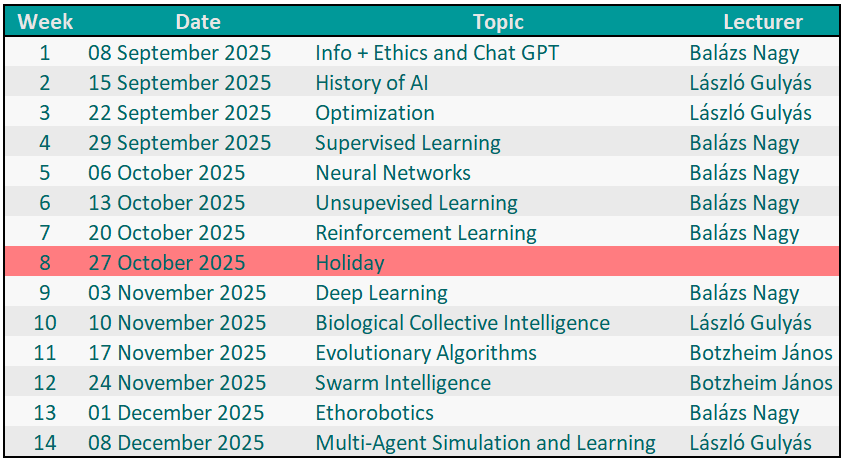 Week Date Topic Lecturer
1 08 September 2025 Info + Ethics and Chat GPT Balázs Nagy
2 15 September 2025 History of AI László Gulyás
3 22 September 2025 Optimization László Gulyás
4 29 September 2025 Supervised Learning Balázs Nagy
5 06 October 2025 Neural Networks Balázs Nagy
6 13 October 2025 Unsupevised Learning Balázs Nagy
7 20 October 2025 Reinforcement Learning Balázs Nagy
8 27 October 2025 Holiday
9 03 November 2025 Deep Learning Balázs Nagy
10 10 November 2025 Biological Collective Intelligence László Gulyás
11 17 November 2025 Evolutionary Algorithms Botzheim János
12 24 November 2025 Swarm Intelligence Botzheim János
13 01 December 2025 Ethorobotics Balázs Nagy
14 08 December 2025 Multi-Agent Simulation and Learning László Gulyás